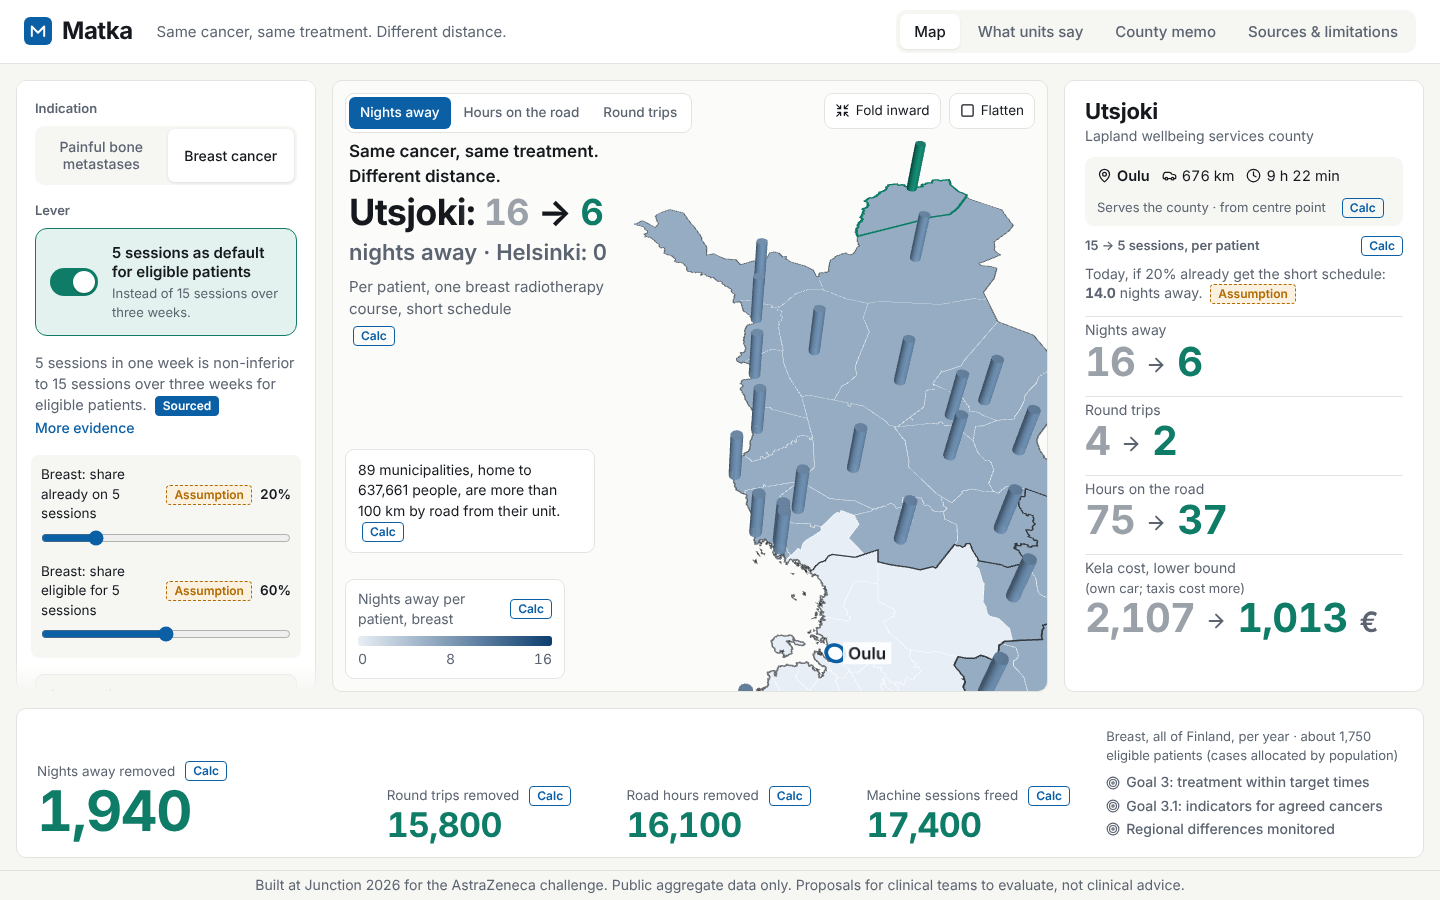 Matka
Same cancer, same treatment. Different distance.
Map
What units say
County memo
Sources & limitations
Indication
Painful bone
metastases
Breast cancer
Lever
5 sessions as default
for eligible patients
Instead of 15 sessions over
three weeks.
5 sessions in one week is non-inferior
to 15 sessions over three weeks for
eligible patients. Sourced
More evidence
Breast: share
already on 5
sessions
Assumption 20%
Breast: share
eligible for 5
sessions
Assumption 60%
Nights away
Hours on the road
Round trips
Fold inward
Flatten
Same cancer, same treatment.
Different distance.
Utsjoki: 16 → 6
nights away · Helsinki: 0
Per patient, one breast radiotherapy
course, short schedule
Calc
89 municipalities, home to
637,661 people, are more than
100 km by road from their unit.
Calc
Nights away per
patient, breast
Calc
0 8 16
Oulu
Utsjoki
Lapland wellbeing services county
Oulu 676 km 9 h 22 min
Serves the county · from centre point Calc
15 → 5 sessions, per patient Calc
Today, if 20% already get the short schedule:
14.0 nights away. Assumption
Nights away
16 → 6
Round trips
4 → 2
Hours on the road
75 → 37
Kela cost, lower bound
(own car; taxis cost more)
2,107 → 1,013 €
Nights away removed Calc
1,940
Round trips removed Calc
15,800
Road hours removed Calc
16,100
Machine sessions freed Calc
17,400
Breast, all of Finland, per year · about 1,750
eligible patients (cases allocated by population)
Goal 3: treatment within target times
Goal 3.1: indicators for agreed cancers
Regional differences monitored
Built at Junction 2026 for the AstraZeneca challenge. Public aggregate data only. Proposals for clinical teams to evaluate, not clinical advice.